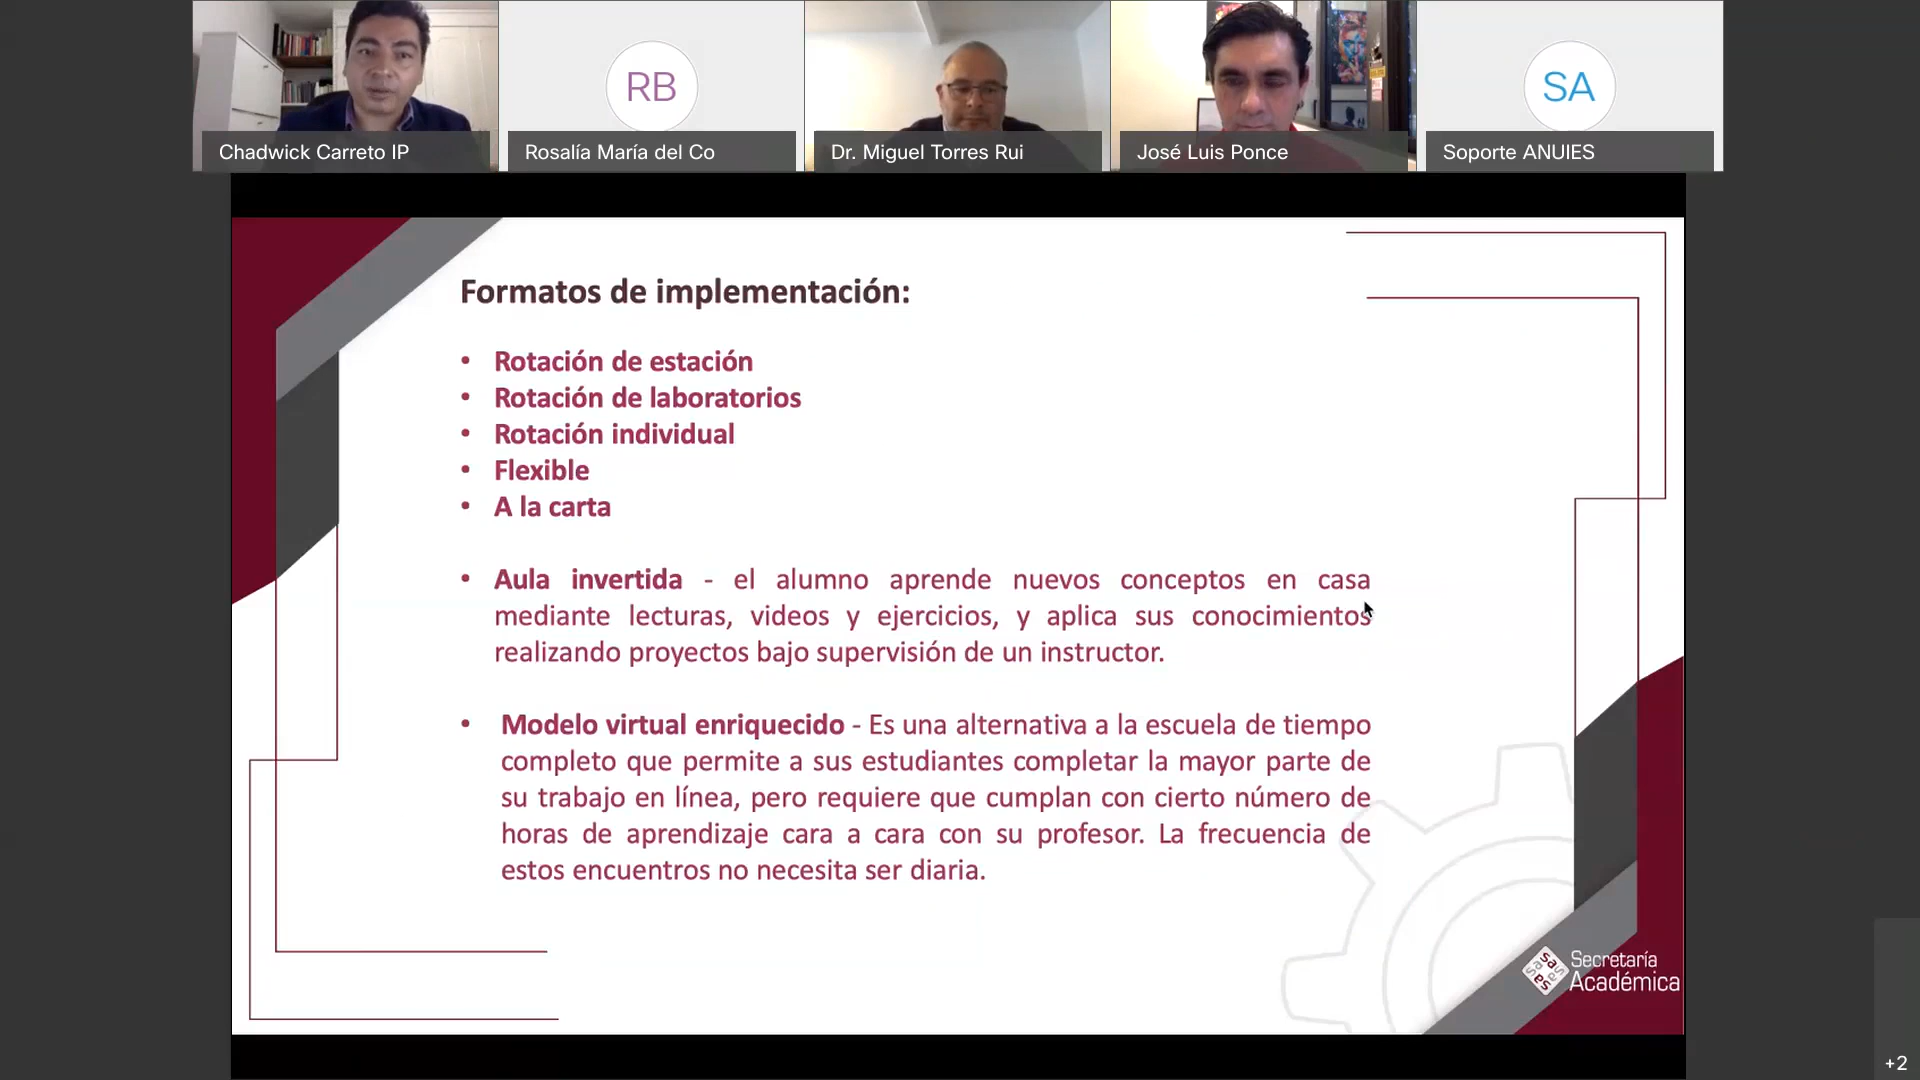 Chadwick Carreto IP
RB
Rosalía María del Co
Dr. Miguel Torres Rui
José Luis Ponce
SA
Soporte ANUIES
Formatos de implementación:
• Rotación de estación
• Rotación de laboratorios
• Rotación individual
• Flexible
• A la carta
• Aula invertida - el alumno aprende nuevos conceptos en casa
mediante lecturas, videos y ejercicios, y aplica sus conocimientos
realizando proyectos bajo supervisión de un instructor.
• Modelo virtual enriquecido - Es una alternativa a la escuela de tiempo
completo que permite a sus estudiantes completar la mayor parte de
su trabajo en línea, pero requiere que cumplan con cierto número de
horas de aprendizaje cara a cara con su profesor. La frecuencia de
estos encuentros no necesita ser diaria.
Secretaría
Académica
+2